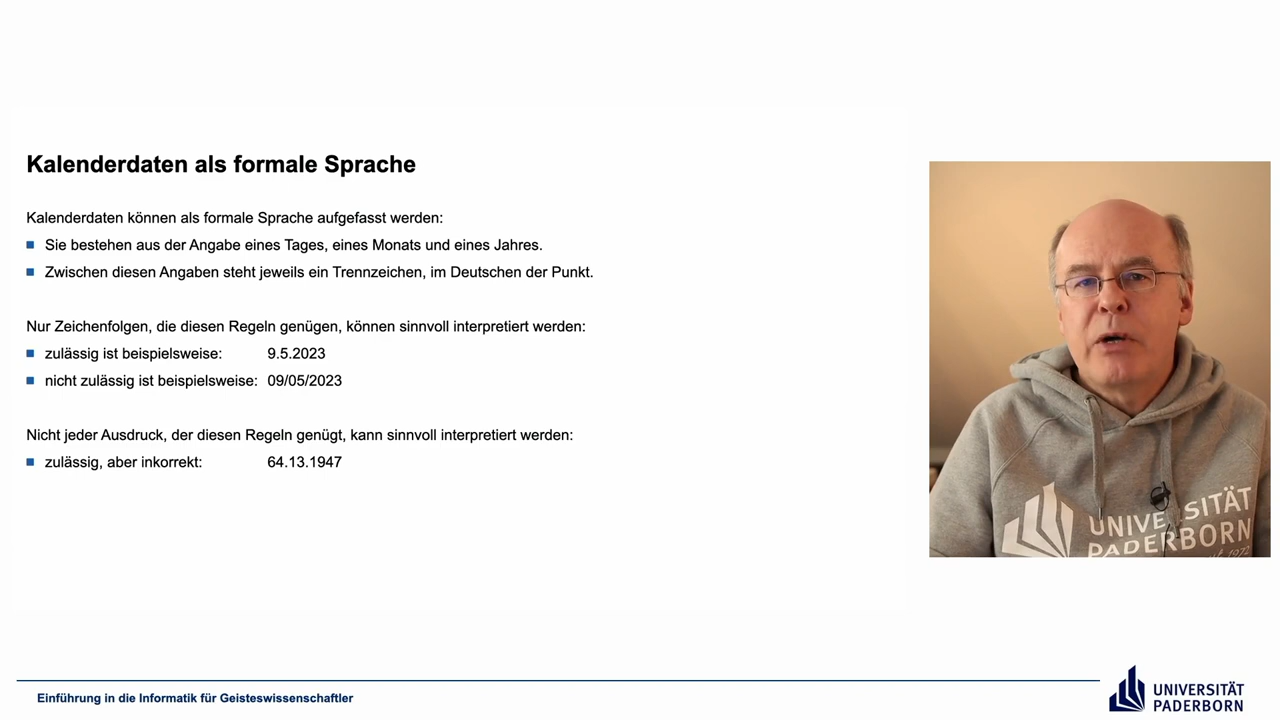 Kalenderdaten als formale Sprache
Kalenderdaten können als formale Sprache aufgefasst werden:
Sie bestehen aus der Angabe eines Tages, eines Monats und eines Jahres.
Zwischen diesen Angaben steht jeweils ein Trennzeichen, im Deutschen der Punkt.
Nur Zeichenfolgen, die diesen Regeln genügen, können sinnvoll interpretiert werden:
zulässig ist beispielsweise: 9.5.2023
nicht zulässig ist beispielsweise: 09/05/2023
Nicht jeder Ausdruck, der diesen Regeln genügt, kann sinnvoll interpretiert werden:
zulässig, aber inkorrekt: 64.13.1947
UNIVERSITÄT
PADERBORN
1972
Einführung in die Informatik für Geisteswissenschaftler
UNIVERSITÄT
PADERBORN